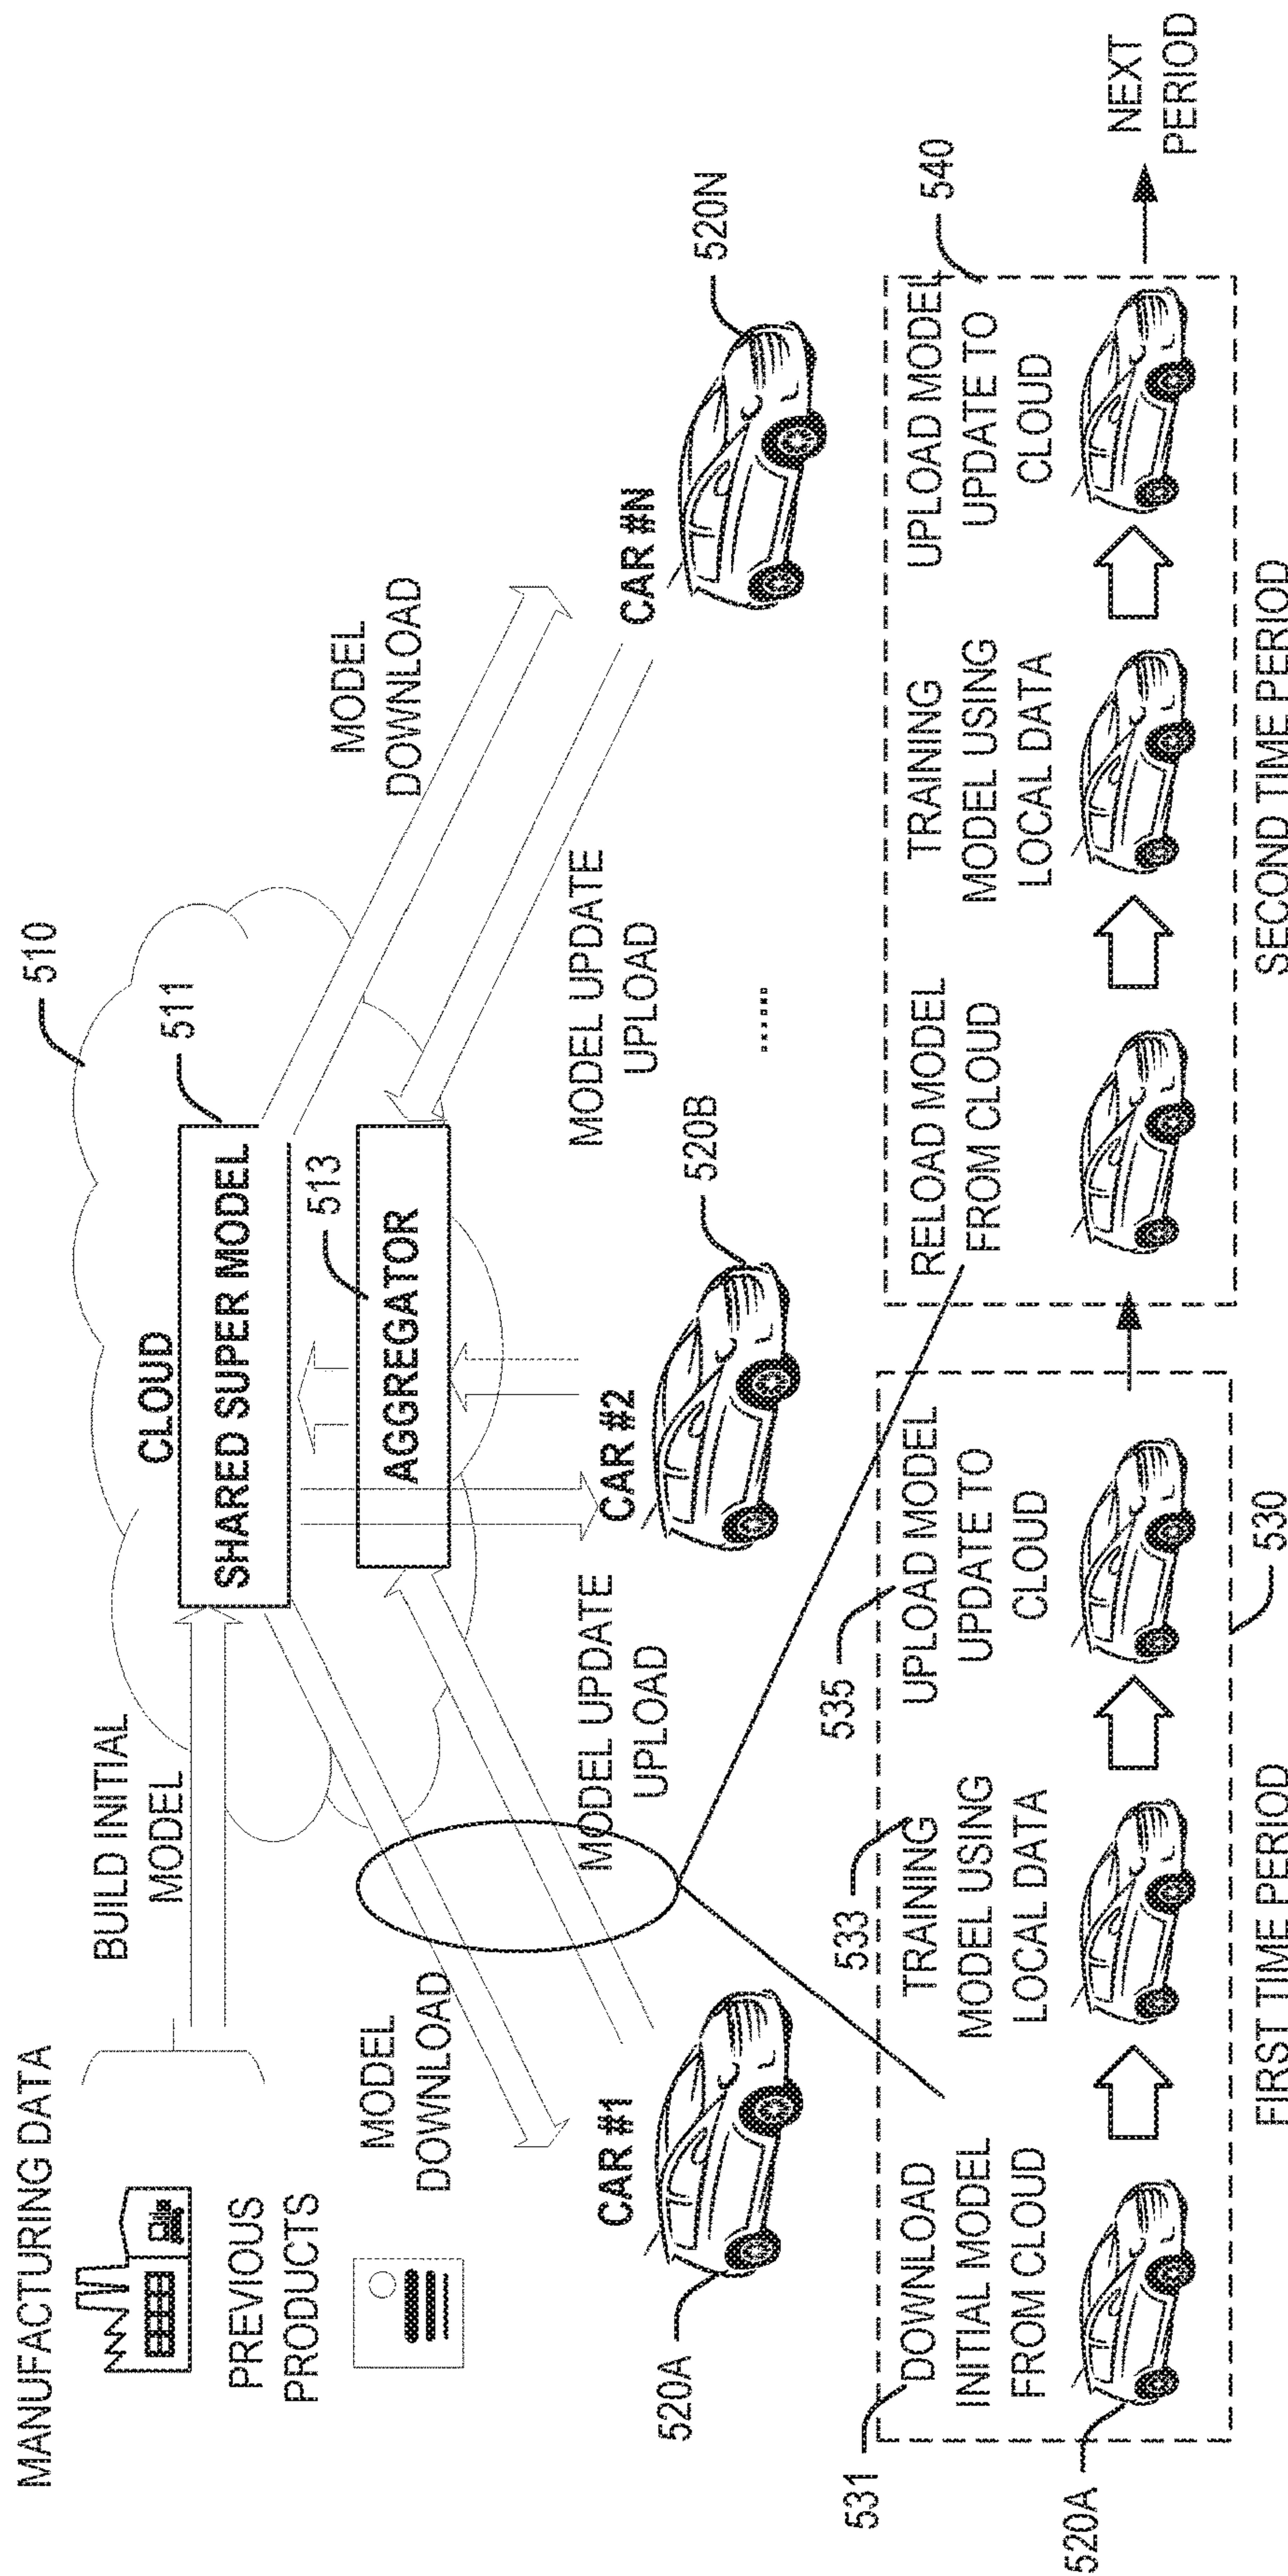 MANUFACTURING DATA
PREVIOUS
PRODUCTS
BUILD INITIAL
MODEL
CLOUD
510
SHARED SUPER MODEL
511
513
AGGREGATOR
MODEL
DOWNLOAD
MODEL UPDATE
UPLOAD
MODEL UPDATE
UPLOAD
MODEL
DOWNLOAD
CAR #1
520A
CAR #2
520B
......
CAR #N
520N
531
DOWNLOAD
INITIAL MODEL
FROM CLOUD
533
TRAINING
MODEL USING
LOCAL DATA
535
UPLOAD MODEL
UPDATE TO
CLOUD
520A
530
FIRST TIME PERIOD
RELOAD MODEL
FROM CLOUD
TRAINING
MODEL USING
LOCAL DATA
UPLOAD MODEL
UPDATE TO
CLOUD
540
SECOND TIME PERIOD
NEXT
PERIOD